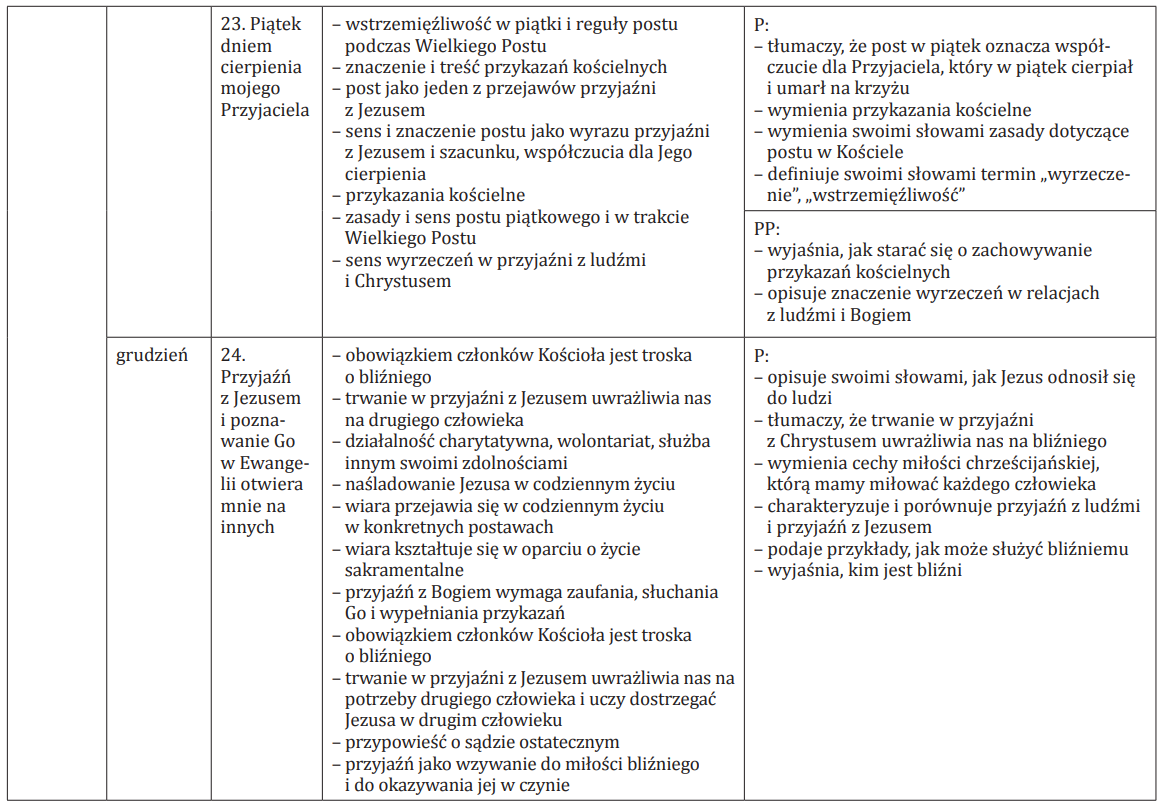 23. Piątek
dniem
cierpienia
mojego
Przyjaciela
– wstrzemięźliwość w piątki i reguły postu
podczas Wielkiego Postu
– znaczenie i treść przykazań kościelnych
– post jako jeden z przejawów przyjaźni
z Jezusem
– sens i znaczenie postu jako wyrazu przyjaźni
z Jezusem i szacunku, współczucia dla Jego
cierpienia
– przykazania kościelne
– zasady i sens postu piątkowego i w trakcie
Wielkiego Postu
– sens wyrzeczeń w przyjaźni z ludźmi
i Chrystusem
P:
– tłumaczy, że post w piątek oznacza współ-
czucie dla Przyjaciela, który w piątek cierpiał
i umarł na krzyżu
– wymienia przykazania kościelne
– wymienia swoimi słowami zasady dotyczące
postu w Kościele
– definiuje swoimi słowami termin „wyrzecze-
nie”, „wstrzemięźliwość”
PP:
– wyjaśnia, jak starać się o zachowywanie
przykazań kościelnych
– opisuje znaczenie wyrzeczeń w relacjach
z ludźmi i Bogiem
grudzień
24.
Przyjaźń
z Jezusem
i pozna-
wanie Go
w Ewange-
lii otwiera
mnie na
innych
– obowiązkiem członków Kościoła jest troska
o bliźniego
– trwanie w przyjaźni z Jezusem uwrażliwia nas
na drugiego człowieka
– działalność charytatywna, wolontariat, służba
innym swoimi zdolnościami
– naśladowanie Jezusa w codziennym życiu
– wiara przejawia się w codziennym życiu
w konkretnych postawach
– wiara kształtuje się w oparciu o życie
sakramentalne
– przyjaźń z Bogiem wymaga zaufania, słuchania
Go i wypełniania przykazań
– obowiązkiem członków Kościoła jest troska
o bliźniego
– trwanie w przyjaźni z Jezusem uwrażliwia nas na
potrzeby drugiego człowieka i uczy dostrzegać
Jezusa w drugim człowieku
– przypowieść o sądzie ostatecznym
– przyjaźń jako wzywanie do miłości bliźniego
i do okazywania jej w czynie
P:
– opisuje swoimi słowami, jak Jezus odnosił się
do ludzi
– tłumaczy, że trwanie w przyjaźni
z Chrystusem uwrażliwia nas na bliźniego
– wymienia cechy miłości chrześcijańskiej,
którą mamy miłować każdego człowieka
– charakteryzuje i porównuje przyjaźń z ludźmi
i przyjaźń z Jezusem
– podaje przykłady, jak może służyć bliźniemu
– wyjaśnia, kim jest bliźni